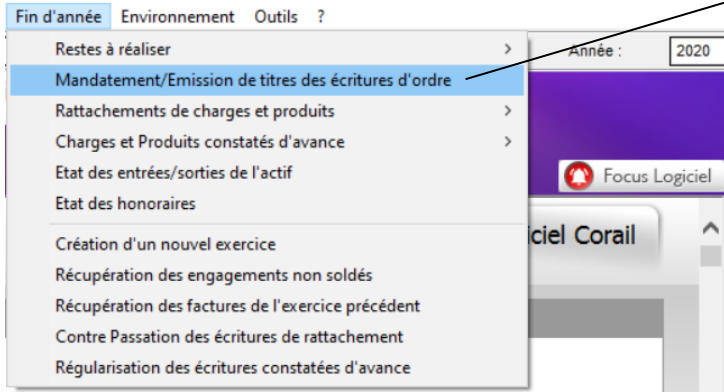 Fin d'année Environnement Outils ?
Restes à réaliser
Année : 2020
Mandatement/Emission de titres des écritures d'ordre
Rattachements de charges et produits
Charges et Produits constatés d'avance
Etat des entrées/sorties de l'actif
Focus Logiciel
Etat des honoraires
iciel Corail
Création d'un nouvel exercice
Récupération des engagements non soldés
Récupération des factures de l'exercice précédent
Contre Passation des écritures de rattachement
Régularisation des écritures constatées d'avance